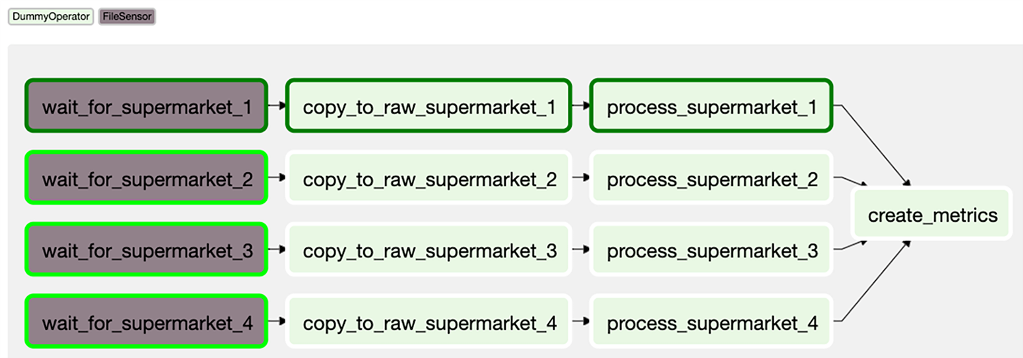 DummyOperator FileSensor
wait_for_supermarket_1 copy_to_raw_supermarket_1 process_supermarket_1
wait_for_supermarket_2 copy_to_raw_supermarket_2 process_supermarket_2
create_metrics
wait_for_supermarket_3 copy_to_raw_supermarket_3 process_supermarket_3
wait_for_supermarket_4 copy_to_raw_supermarket_4 process_supermarket_4